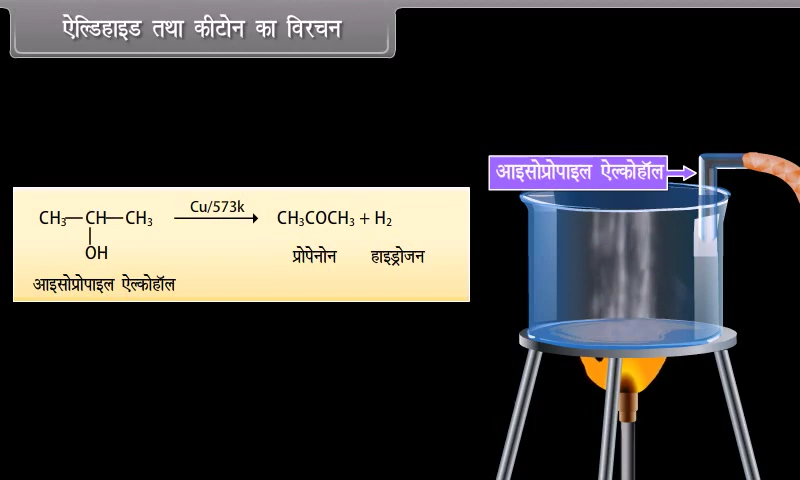 ऐल्डिहाइड तथा कीटोन का विरचन
आइसोप्रोपाइल ऐल्कोहॉल
CH₃—CH—CH₃ Cu/573k CH₃COCH₃ + H₂
OH
प्रोपेनोन हाइड्रोजन
आइसोप्रोपाइल ऐल्कोहॉल